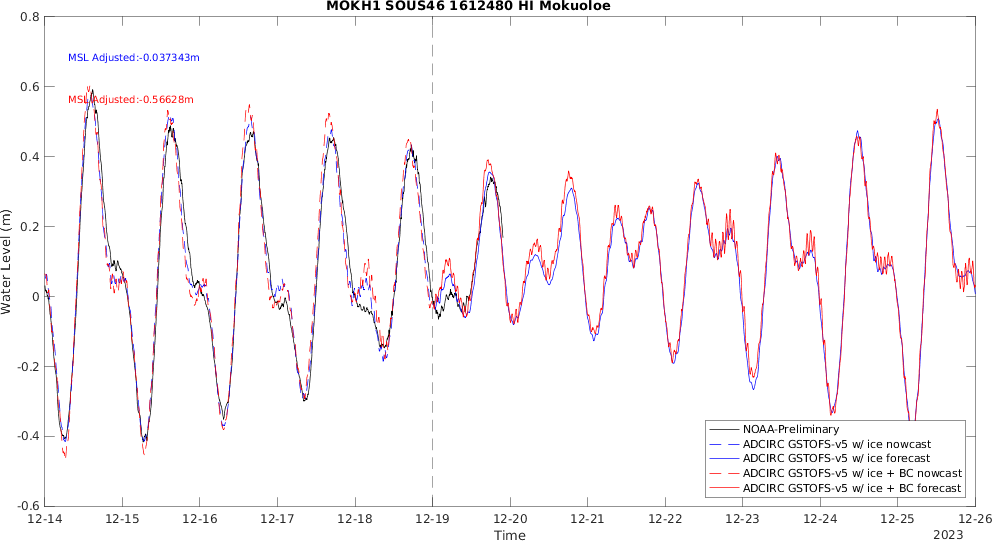 MOKH1 SOUS46 1612480 HI Mokuoloe
0.8
0.6
0.4
0.2
0
-0.2
-0.4
-0.6
Water Level (m)
MSL Adjusted:-0.037343m
MSL Adjusted:-0.56628m
NOAA-Preliminary
ADCIRC GSTOFS-v5 w/ ice nowcast
ADCIRC GSTOFS-v5 w/ ice forecast
ADCIRC GSTOFS-v5 w/ ice + BC nowcast
ADCIRC GSTOFS-v5 w/ ice + BC forecast
12-14 12-15 12-16 12-17 12-18 12-19 12-20 12-21 12-22 12-23 12-24 12-25 12-26
Time
2023